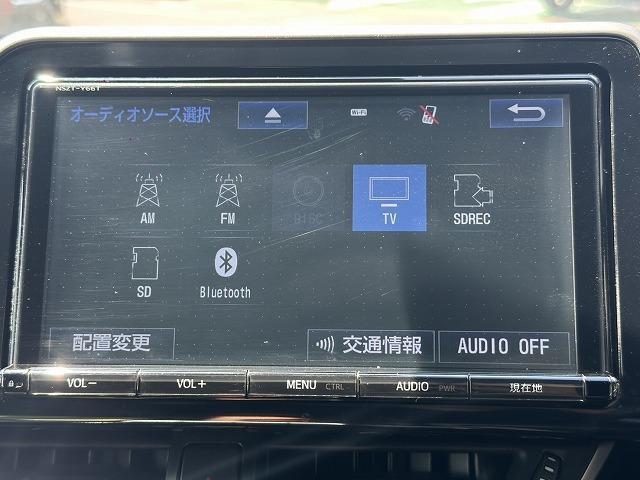 NSZT-Y66T
オーディオソース選択
Wi-Fi
AM
FM
DISC
TV
SDREC
SD
Bluetooth
配置変更
交通情報
AUDIO OFF
VOL−
VOL+
MENU CTRL
AUDIO PWR
現在地